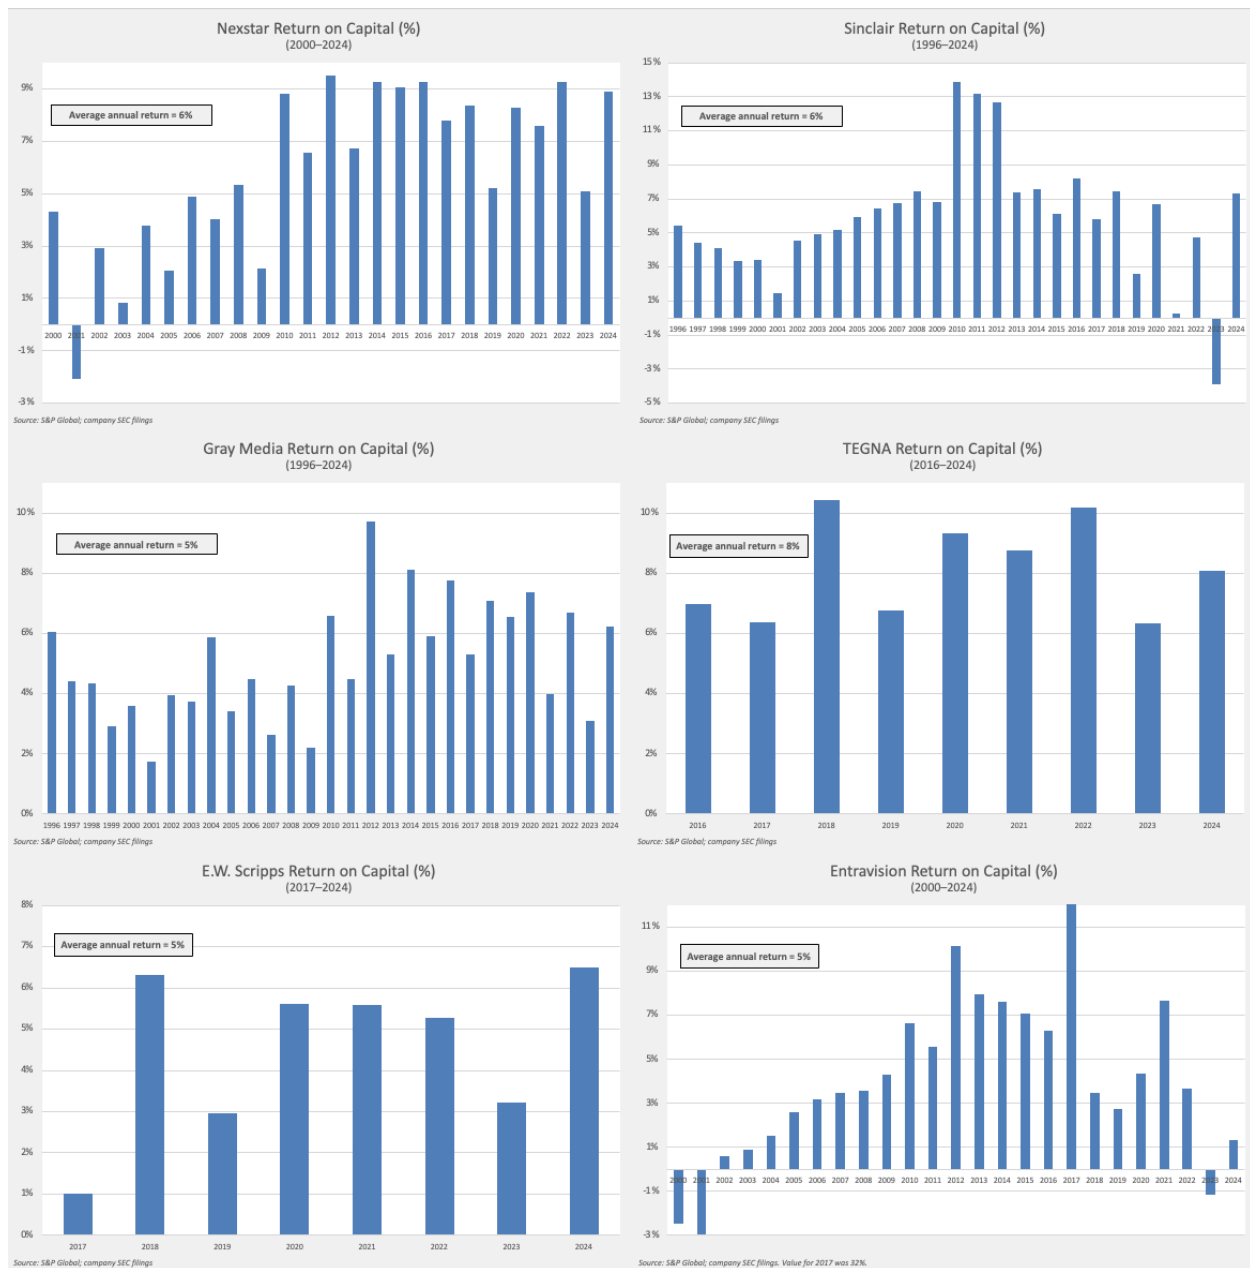 Nexstar Return on Capital (%)
(2000–2024)
9%
7%
5%
3%
1%
-1%
-3%
Average annual return = 6%
2000 2001 2002 2003 2004 2005 2006 2007 2008 2009 2010 2011 2012 2013 2014 2015 2016 2017 2018 2019 2020 2021 2022 2023 2024
Source: S&P Global; company SEC filings
Sinclair Return on Capital (%)
(1996–2024)
15%
13%
11%
9%
7%
5%
3%
1%
-1%
-3%
-5%
Average annual return = 6%
1996 1997 1998 1999 2000 2001 2002 2003 2004 2005 2006 2007 2008 2009 2010 2011 2012 2013 2014 2015 2016 2017 2018 2019 2020 2021 2022 2023 2024
Source: S&P Global; company SEC filings
Gray Media Return on Capital (%)
(1996–2024)
10%
8%
6%
4%
2%
0%
Average annual return = 5%
1996 1997 1998 1999 2000 2001 2002 2003 2004 2005 2006 2007 2008 2009 2010 2011 2012 2013 2014 2015 2016 2017 2018 2019 2020 2021 2022 2023 2024
Source: S&P Global; company SEC filings
TEGNA Return on Capital (%)
(2016–2024)
10%
8%
6%
4%
2%
0%
Average annual return = 8%
2016 2017 2018 2019 2020 2021 2022 2023 2024
Source: S&P Global; company SEC filings
E.W. Scripps Return on Capital (%)
(2017–2024)
8%
7%
6%
5%
4%
3%
2%
1%
0%
Average annual return = 5%
2017 2018 2019 2020 2021 2022 2023 2024
Source: S&P Global; company SEC filings
Entravision Return on Capital (%)
(2000–2024)
11%
9%
7%
5%
3%
1%
-1%
-3%
Average annual return = 5%
2000 2001 2002 2003 2004 2005 2006 2007 2008 2009 2010 2011 2012 2013 2014 2015 2016 2017 2018 2019 2020 2021 2022 2023 2024
Source: S&P Global; company SEC filings. Value for 2017 was 32%.